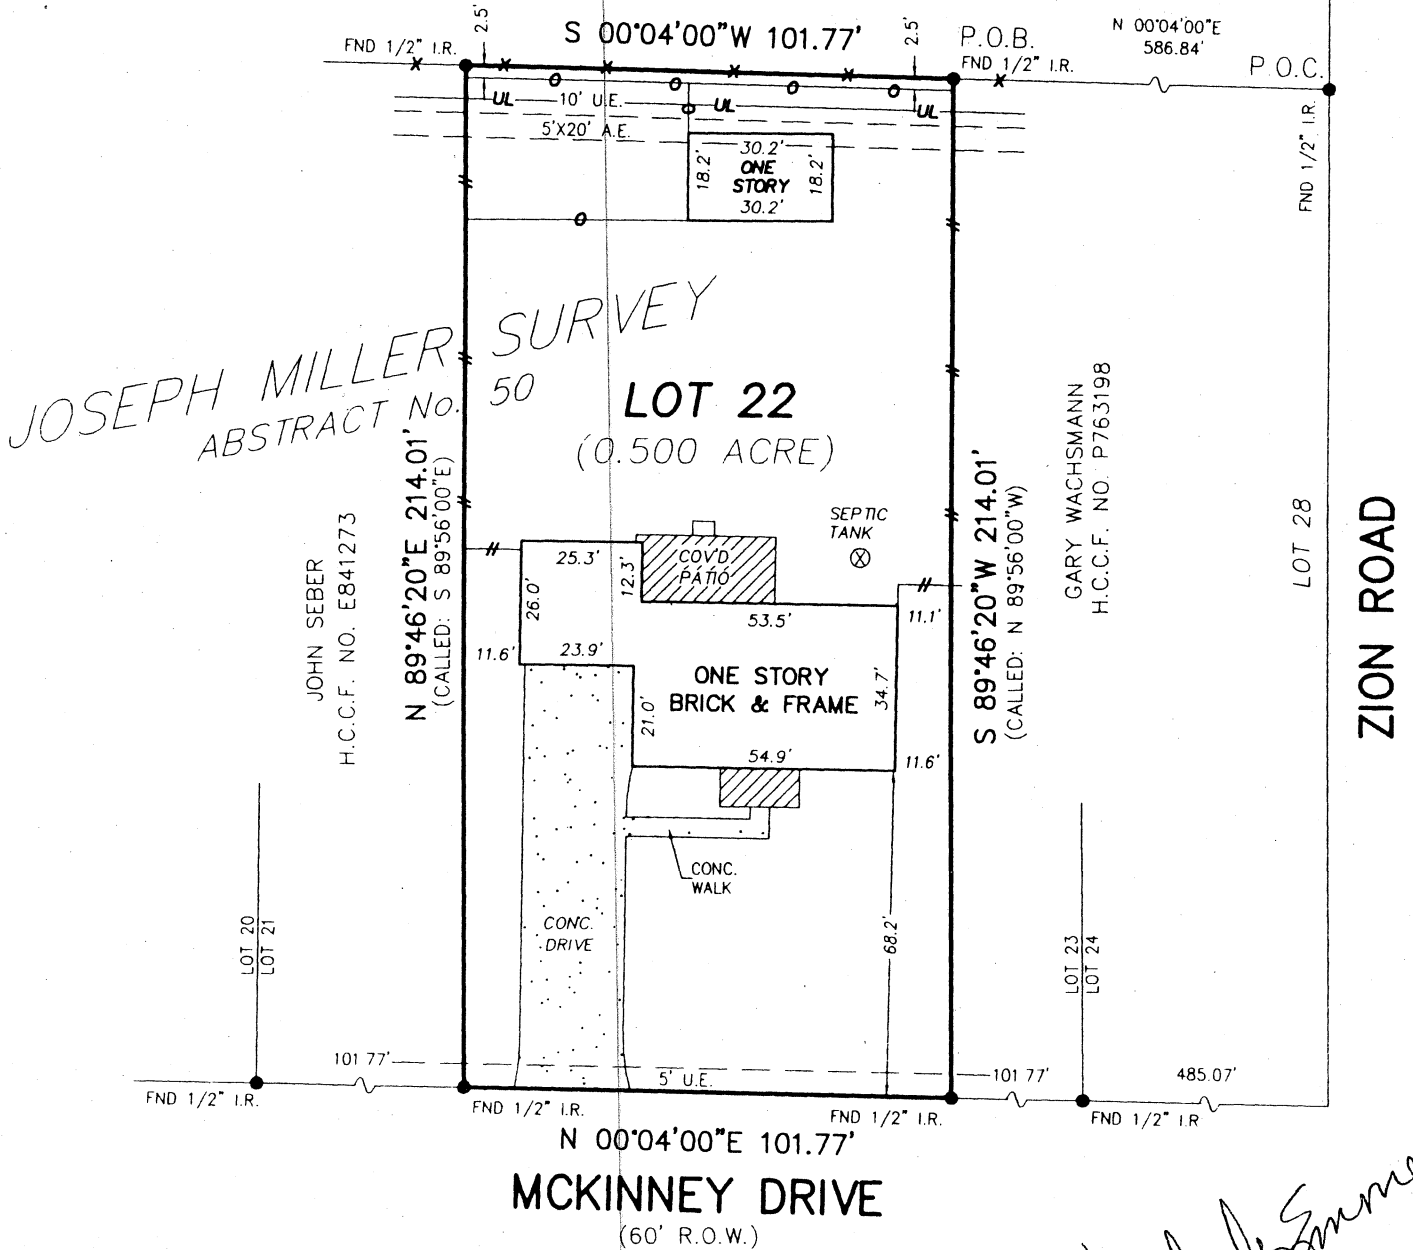 2.5'
S 00°04'00"W 101.77'
2.5'
P.O.B.
N 00°04'00"E
586.84'
FND 1/2" I.R.
FND 1/2" I.R.
P.O.C.
FND 1/2" I.R.
UL
10' U.E.
UL
UL
5'X20' A.E.
30.2'
18.2'
ONE
STORY
18.2'
30.2'
JOSEPH MILLER SURVEY
ABSTRACT No. 50
LOT 22
(0.500 ACRE)
N 89°46'20"E 214.01'
(CALLED: S 89°56'00"E)
S 89°46'20"W 214.01'
(CALLED: N 89°56'00"W)
JOHN SEBER
H.C.C.F. NO. E841273
GARY WACHSMANN
H.C.C.F. NO. P763198
LOT 28
ZION ROAD
SEPTIC
TANK
25.3'
12.3'
COV'D
PATIO
26.0'
53.5'
11.1'
11.6'
23.9'
ONE STORY
BRICK & FRAME
34.7'
21.0'
54.9'
11.6'
CONC.
WALK
CONC.
DRIVE
68.2'
LOT 20
LOT 21
LOT 23
LOT 24
101 77'
5' U.E.
101 77'
485.07'
FND 1/2" I.R.
FND 1/2" I.R.
FND 1/2" I.R.
FND 1/2" I.R
N 00°04'00"E 101.77'
MCKINNEY DRIVE
(60' R.O.W.)